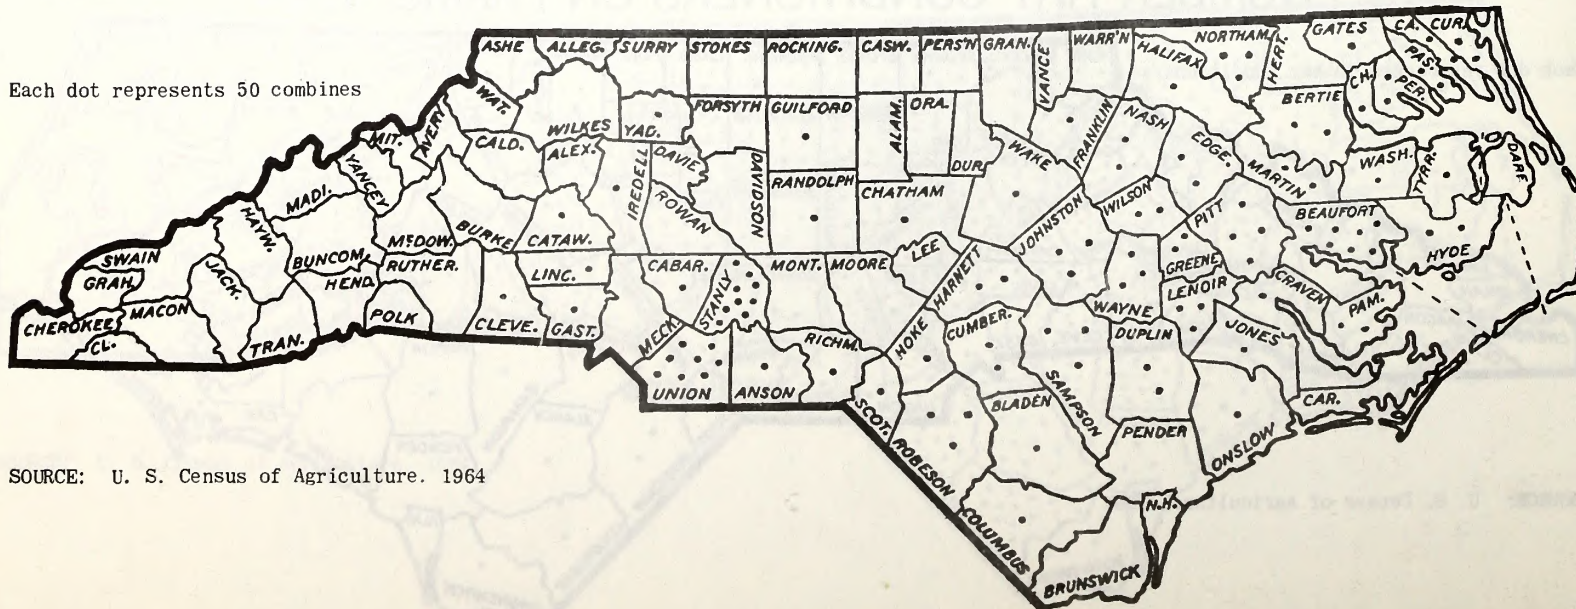 Each dot represents 50 combines
ASHE
ALLEG.
SURRY
STOKES
ROCKING.
CASW.
PERS'N
GRAN.
VANCE
WARR'N
HALIFAX
NORTHAM.
HERT.
GATES
CA.
CUR.
PAS.
PER.
CH.
WAT.
WILKES
YAD.
FORSYTH
GUILFORD
ALAM.
ORA.
DUR.
FRANKLIN
NASH
BERTIE
MIT.
AVERY
CALD.
ALEX.
IREDELL
DAVIE
DAVIDSON
RANDOLPH
CHATHAM
WAKE
WILSON
EDGE.
MARTIN
WASH.
TYRR.
DARE
YANCEY
MADI.
HAYW.
BUNCOM.
McDOW.
BURKE
CATAW.
ROWAN
JOHNSTON
PITT
BEAUFORT
HYDE
SWAIN
GRAH.
CHEROKEE
CL.
MACON
JACK.
TRAN.
HEND.
RUTHER.
POLK
CLEVE.
LINC.
GAST.
CABAR.
MECK.
STANLY
MONT.
MOORE
LEE
HARNETT
WAYNE
GREENE
LENOIR
CRAVEN
PAM.
UNION
ANSON
RICHM.
HOKE
CUMBER.
SAMPSON
DUPLIN
JONES
CAR.
SCOT.
ROBESON
BLADEN
PENDER
ONSLOW
COLUMBUS
BRUNSWICK
N.H.
SOURCE: U. S. Census of Agriculture. 1964